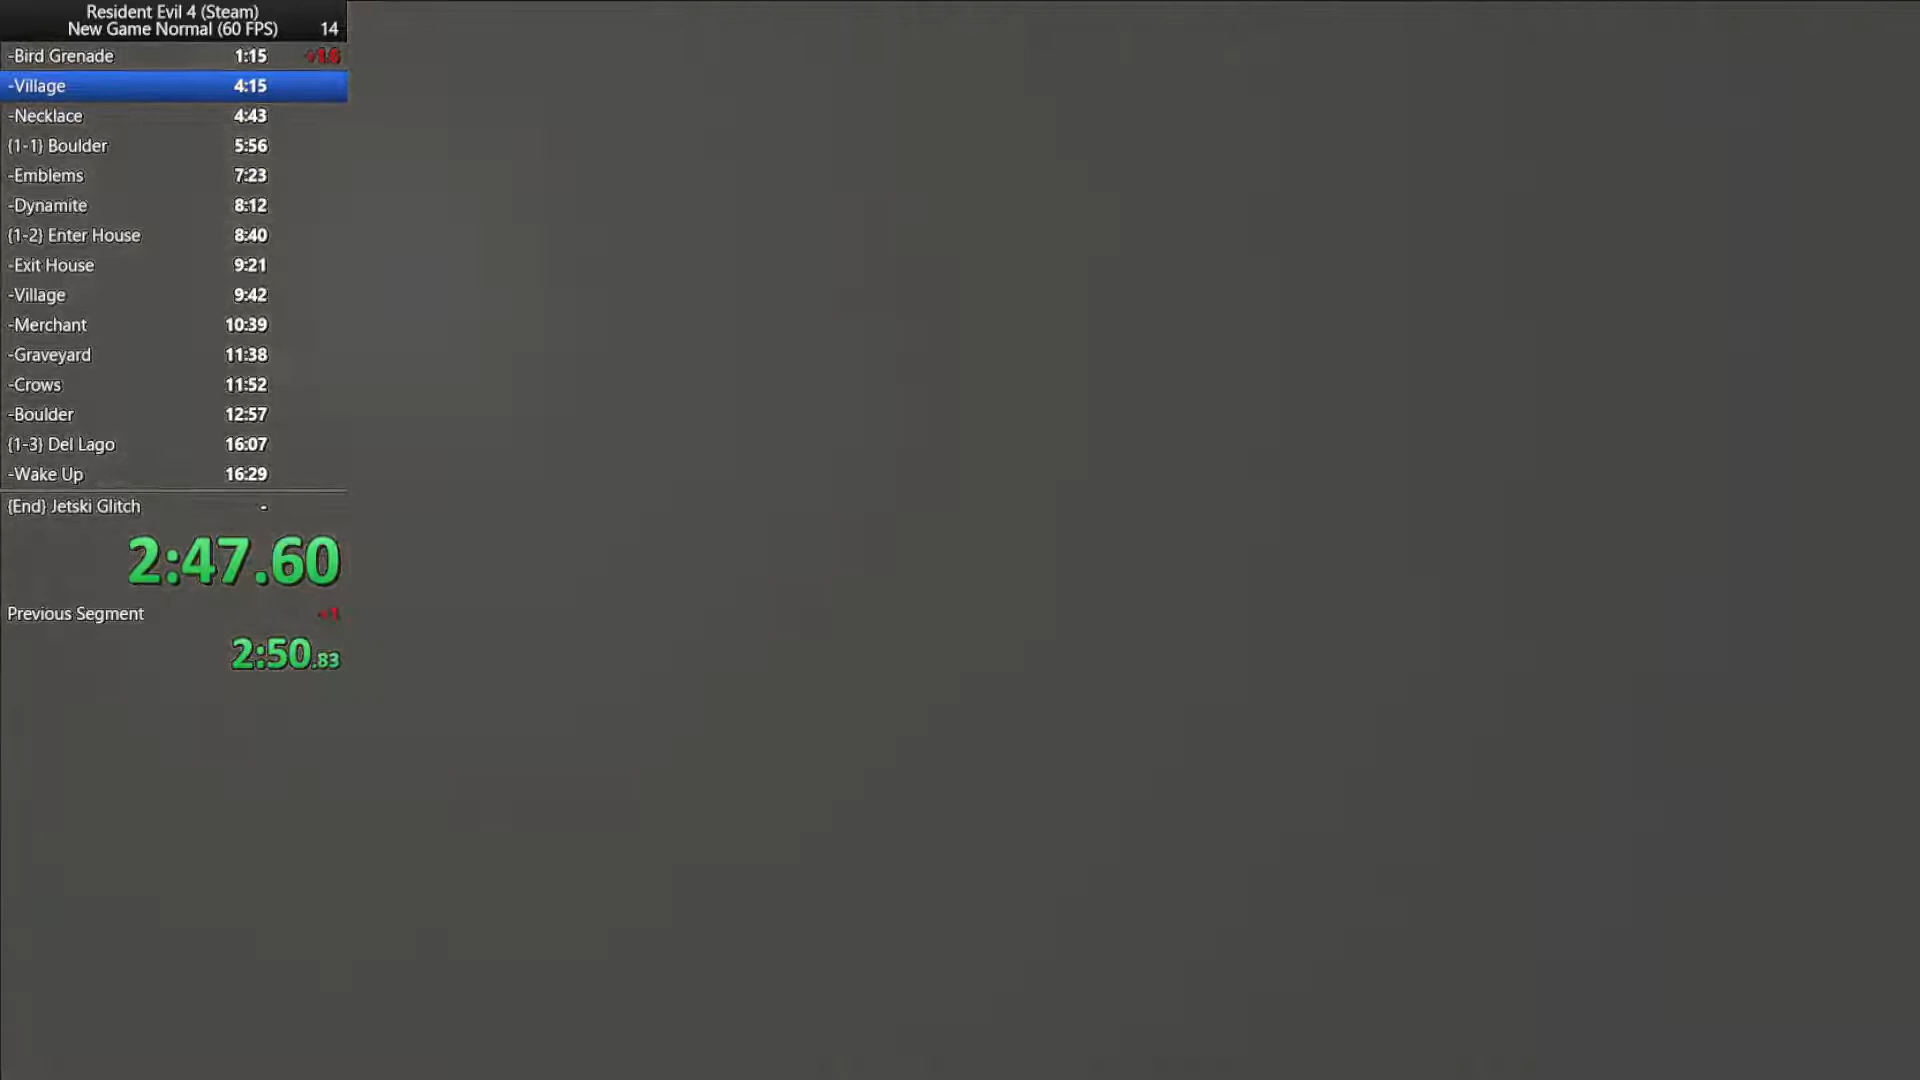 Resident Evil 4 (Steam)
New Game Normal (60 FPS) 14
-Bird Grenade 1:15
-Village 4:15
-Necklace 4:43
{1-1} Boulder 5:56
-Emblems 7:23
-Dynamite 8:12
{1-2} Enter House 8:40
-Exit House 9:21
-Village 9:42
-Merchant 10:39
-Graveyard 11:38
-Crows 11:52
-Boulder 12:57
{1-3} Del Lago 16:07
-Wake Up 16:29
{End} Jetski Glitch -
2:47.60
Previous Segment
2:50.83